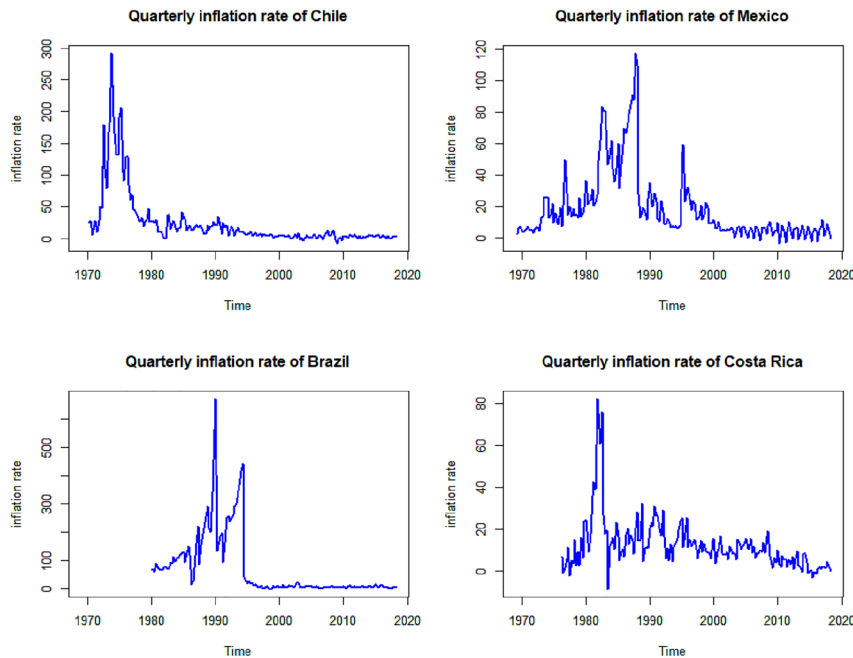 Quarterly inflation rate of Chile
inflation rate
0 50 100 150 200 250 300
1970 1980 1990 2000 2010 2020
Time
Quarterly inflation rate of Mexico
inflation rate
0 20 40 60 80 100 120
1970 1980 1990 2000 2010 2020
Time
Quarterly inflation rate of Brazil
inflation rate
0 100 300 500
1970 1980 1990 2000 2010 2020
Time
Quarterly inflation rate of Costa Rica
inflation rate
0 20 40 60 80
1970 1980 1990 2000 2010 2020
Time